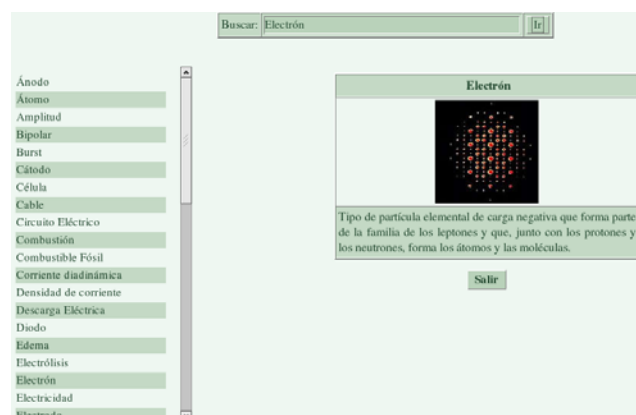 Buscar: Electrón Ir
Ánodo
Átomo
Amplitud
Bipolar
Burst
Cátodo
Célula
Cable
Circuito Eléctrico
Combustión
Combustible Fósil
Corriente diadinámica
Densidad de corriente
Descarga Eléctrica
Diodo
Edema
Electrólisis
Electrón
Electricidad
Electrodo
Electrón
Tipo de partícula elemental de carga negativa que forma parte
de la familia de los leptones y que, junto con los protones y
los neutrones, forma los átomos y las moléculas.
Salir